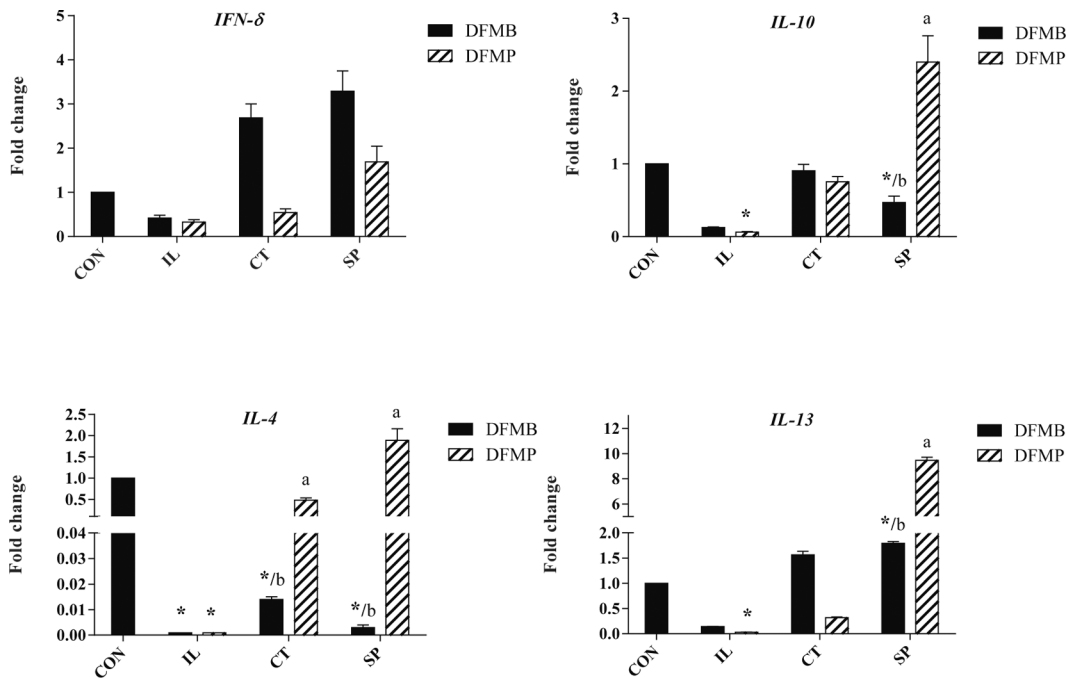 IFN-δ
Fold change
5
4
3
2
1
0
CON
IL
CT
SP
DFMB
DFMP
IL-10
Fold change
3
2
1
0
a
*
*/b
CON
IL
CT
SP
DFMB
DFMP
IL-4
Fold change
2.5
2.0
1.5
1.0
0.5
0.04
0.03
0.02
0.01
0.00
a
a
* * */b */b
CON
IL
CT
SP
DFMB
DFMP
IL-13
Fold change
12
10
8
6
4
2.0
1.5
1.0
0.5
0.0
a
*/b
*
CON
IL
CT
SP
DFMB
DFMP